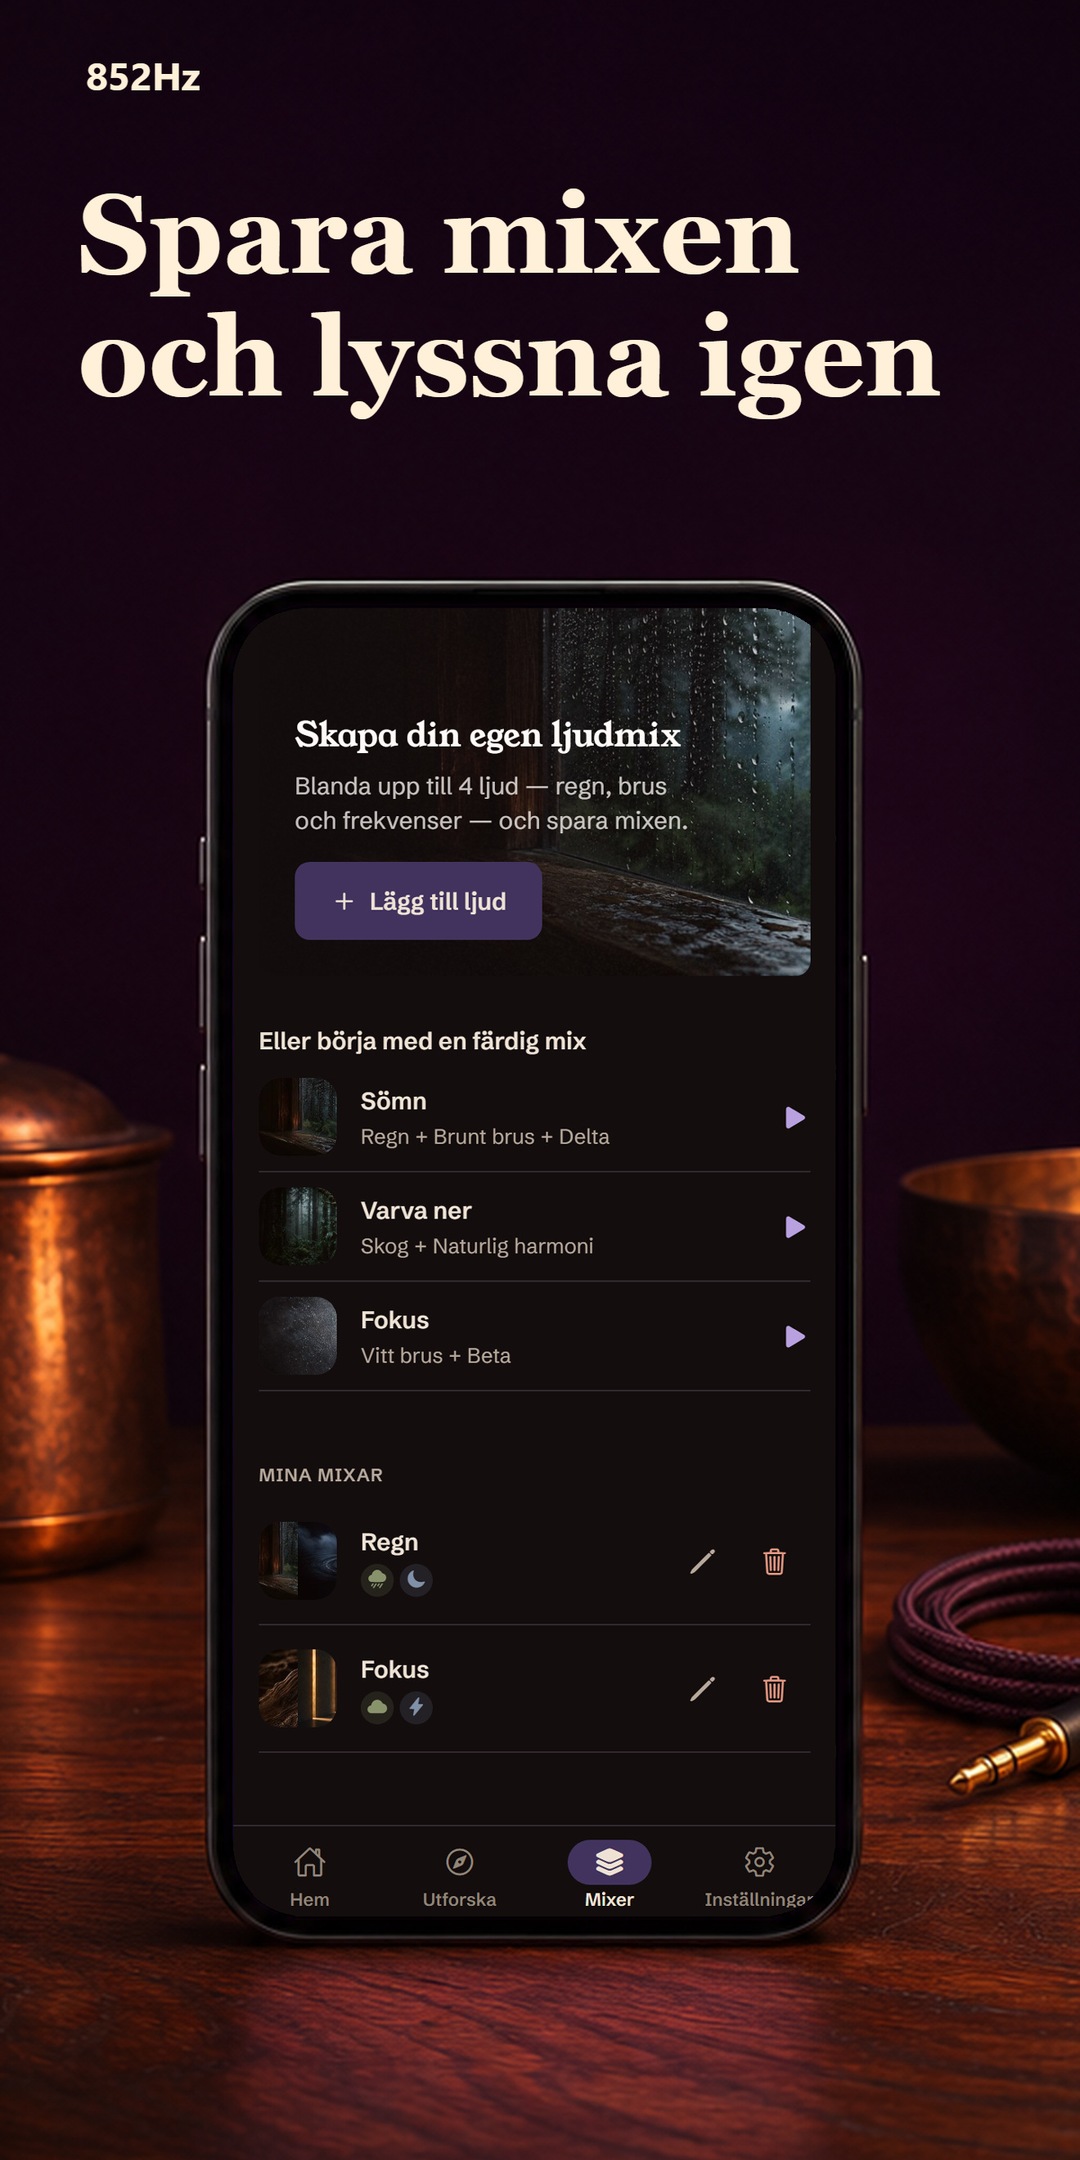 852Hz
Spara mixen
och lyssna igen
Skapa din egen ljudmix
Blanda upp till 4 ljud — regn, brus
och frekvenser — och spara mixen.
+ Lägg till ljud
Eller börja med en färdig mix
Sömn
Regn + Brunt brus + Delta
Varva ner
Skog + Naturlig harmoni
Fokus
Vitt brus + Beta
MINA MIXAR
Regn
Fokus
Hem
Utforska
Mixer
Inställningar